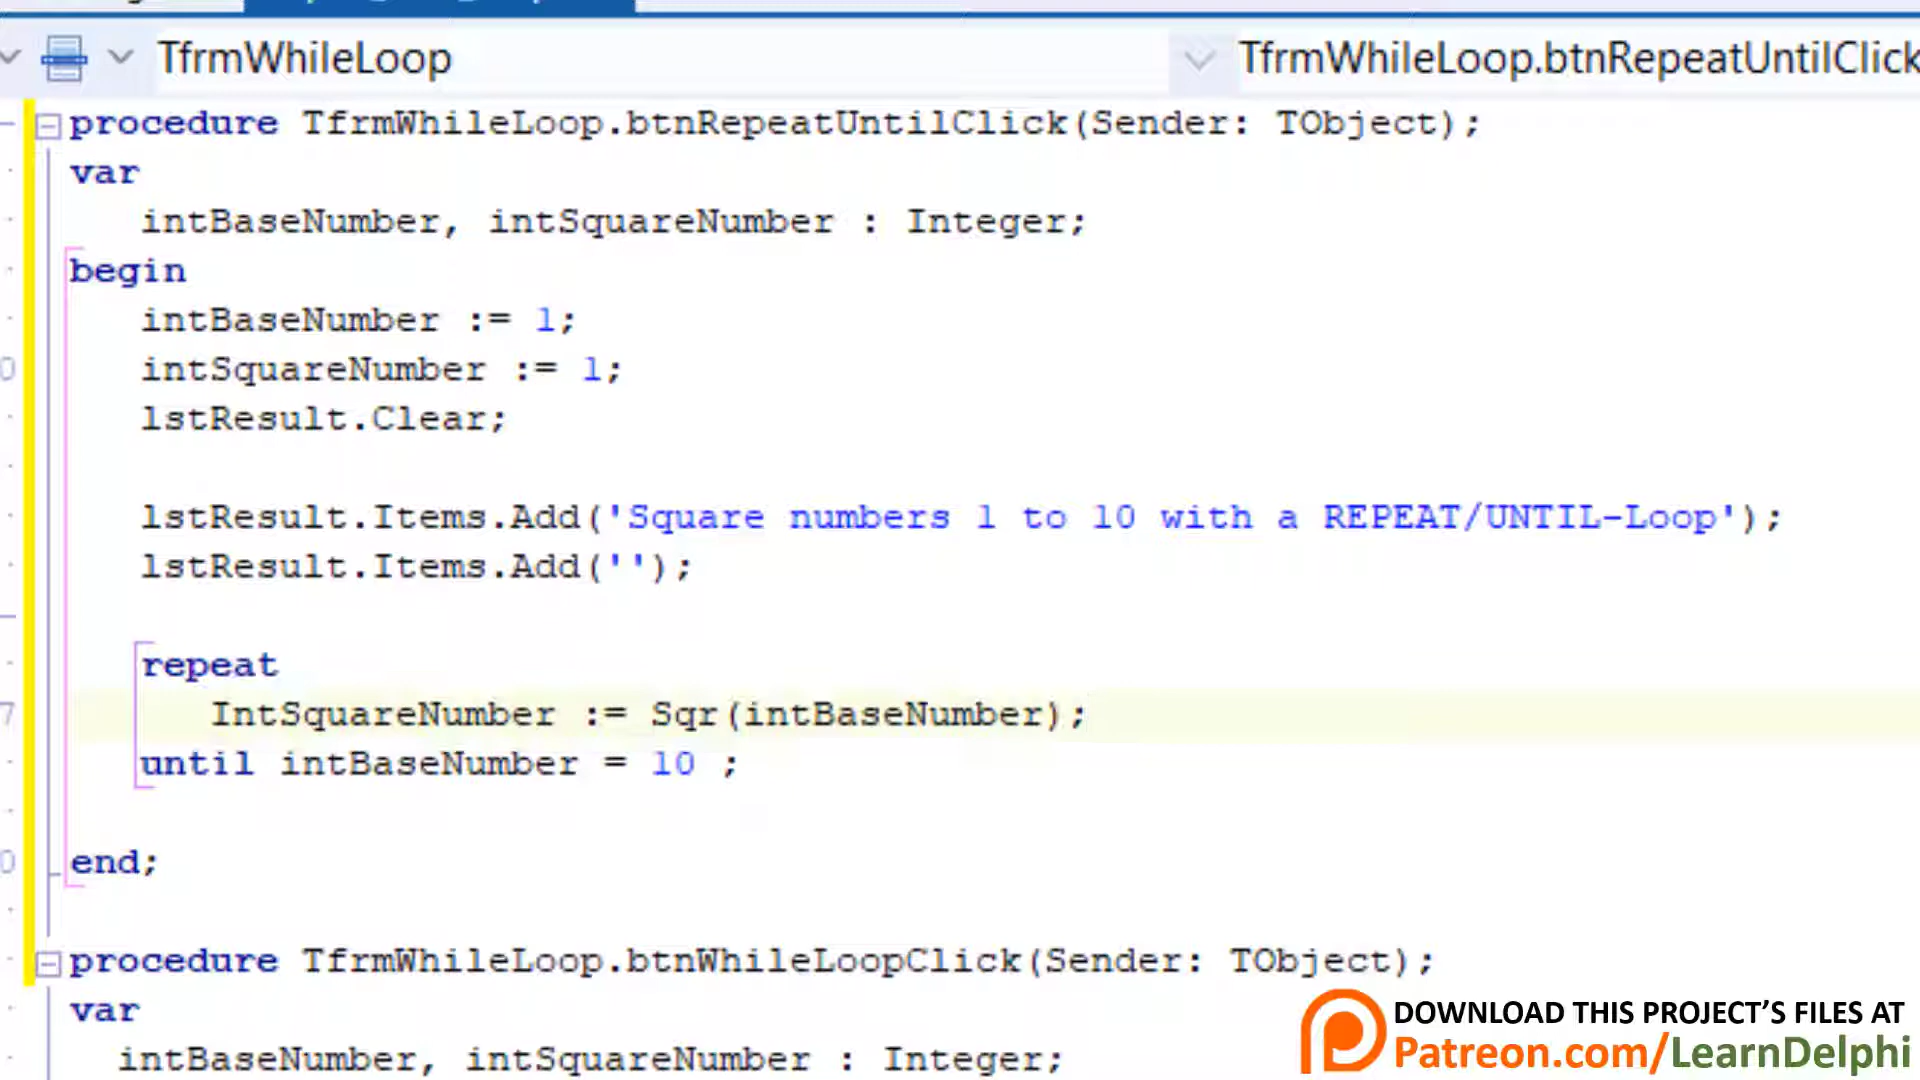 TfrmWhileLoop TfrmWhileLoop.btnRepeatUntilClick
procedure TfrmWhileLoop.btnRepeatUntilClick(Sender: TObject);
var
intBaseNumber, intSquareNumber : Integer;
begin
intBaseNumber := 1;
intSquareNumber := 1;
lstResult.Clear;
lstResult.Items.Add('Square numbers 1 to 10 with a REPEAT/UNTIL-Loop');
lstResult.Items.Add('');
repeat
IntSquareNumber := Sqr(intBaseNumber);
until intBaseNumber = 10 ;
end;
procedure TfrmWhileLoop.btnWhileLoopClick(Sender: TObject);
var
intBaseNumber, intSquareNumber : Integer;
DOWNLOAD THIS PROJECT'S FILES AT
Patreon.com/LearnDelphi